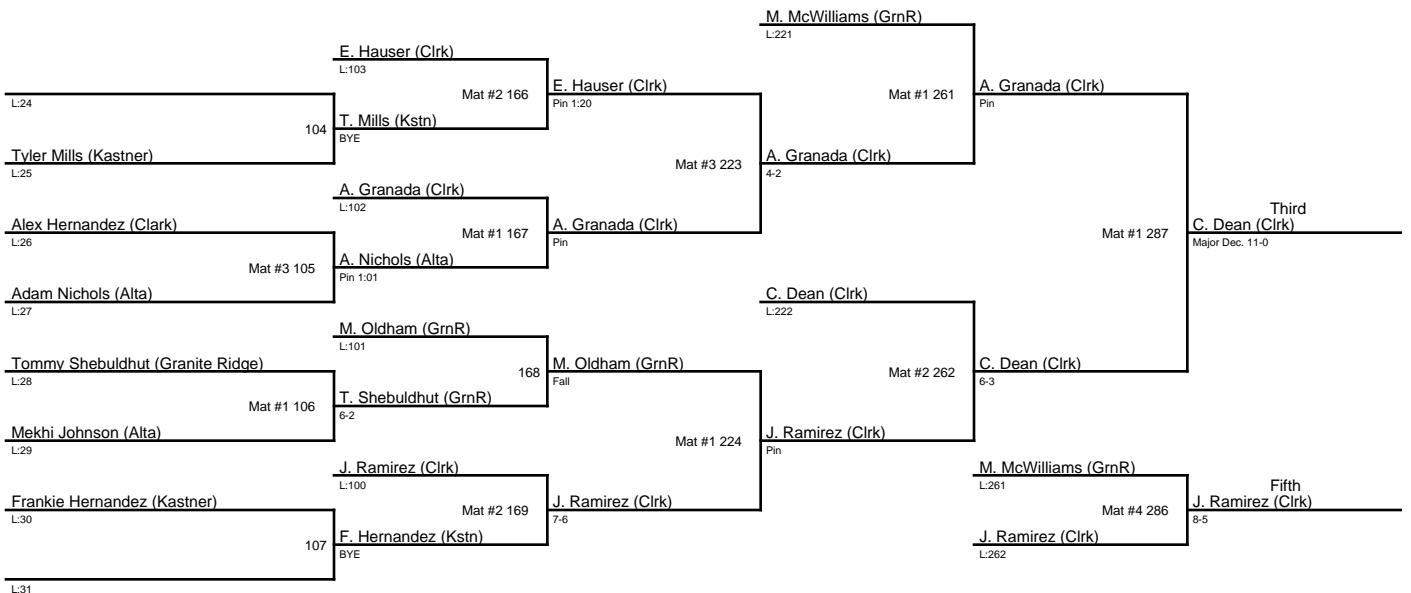 M. McWilliams (GrnR)
L:221
E. Hauser (Clrk)
L:103
Mat #2 166
E. Hauser (Clrk)
Pin 1:20
Mat #1 261
A. Granada (Clrk)
Pin
L:24
104
T. Mills (Kstn)
BYE
Tyler Mills (Kastner)
L:25
Mat #3 223
A. Granada (Clrk)
4-2
A. Granada (Clrk)
L:102
Alex Hernandez (Clark)
L:26
Mat #1 167
A. Granada (Clrk)
Pin
Mat #1 287
Third
C. Dean (Clrk)
Major Dec. 11-0
Mat #3 105
A. Nichols (Alta)
Pin 1:01
Adam Nichols (Alta)
L:27
C. Dean (Clrk)
L:222
M. Oldham (GrnR)
L:101
Tommy Shebuldhut (Granite Ridge)
L:28
168
M. Oldham (GrnR)
Fall
Mat #2 262
C. Dean (Clrk)
6-3
Mat #1 106
T. Shebuldhut (GrnR)
6-2
Mekhi Johnson (Alta)
L:29
Mat #1 224
J. Ramirez (Clrk)
Pin
J. Ramirez (Clrk)
L:100
M. McWilliams (GrnR)
L:261
Frankie Hernandez (Kastner)
L:30
Mat #2 169
J. Ramirez (Clrk)
7-6
Mat #4 286
Fifth
J. Ramirez (Clrk)
8-5
107
F. Hernandez (Kstn)
BYE
J. Ramirez (Clrk)
L:262
L:31